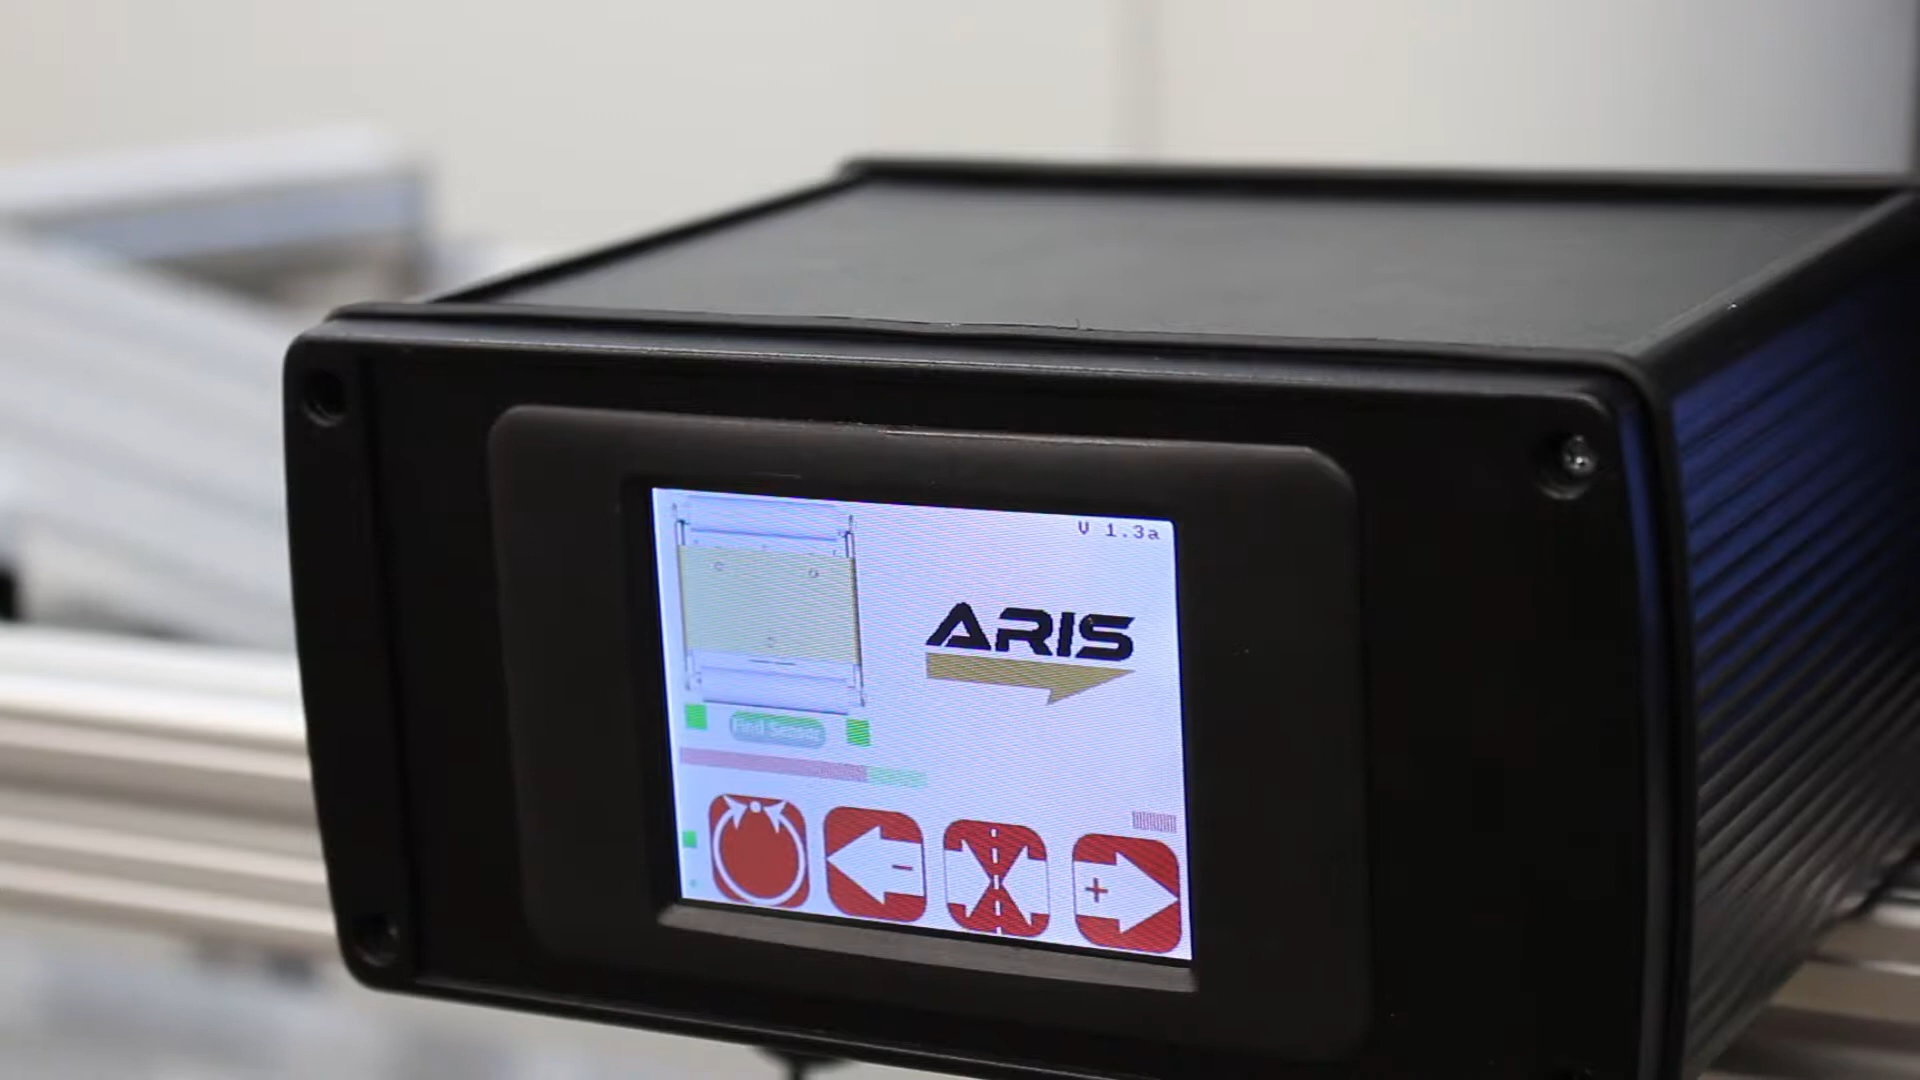 V 1.3a
ARIS
Find Sensor
-
+